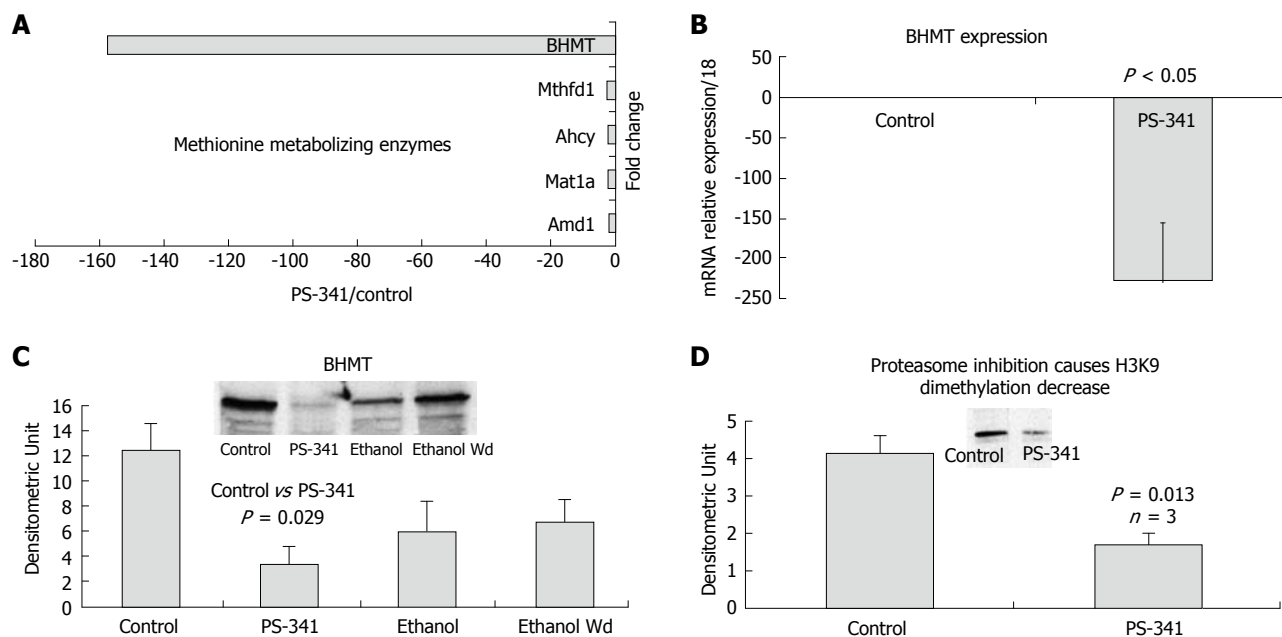 A
BHMT
Mthfd1
Ahcy
Mat1a
Amd1
Methionine metabolizing enzymes
Fold change
-180 -160 -140 -120 -100 -80 -60 -40 -20 0
PS-341/control
B
BHMT expression
mRNA relative expression/18
50
0
-50
-100
-150
-200
-250
P < 0.05
Control PS-341
C
BHMT
Densitometric Unit
16
14
12
10
8
6
4
2
0
Control PS-341 Ethanol Ethanol Wd
Control vs PS-341
P = 0.029
Control PS-341 Ethanol Ethanol Wd
D
Proteasome inhibition causes H3K9
dimethylation decrease
Densitometric Unit
5
4
3
2
1
0
Control PS-341
P = 0.013
n = 3
Control PS-341